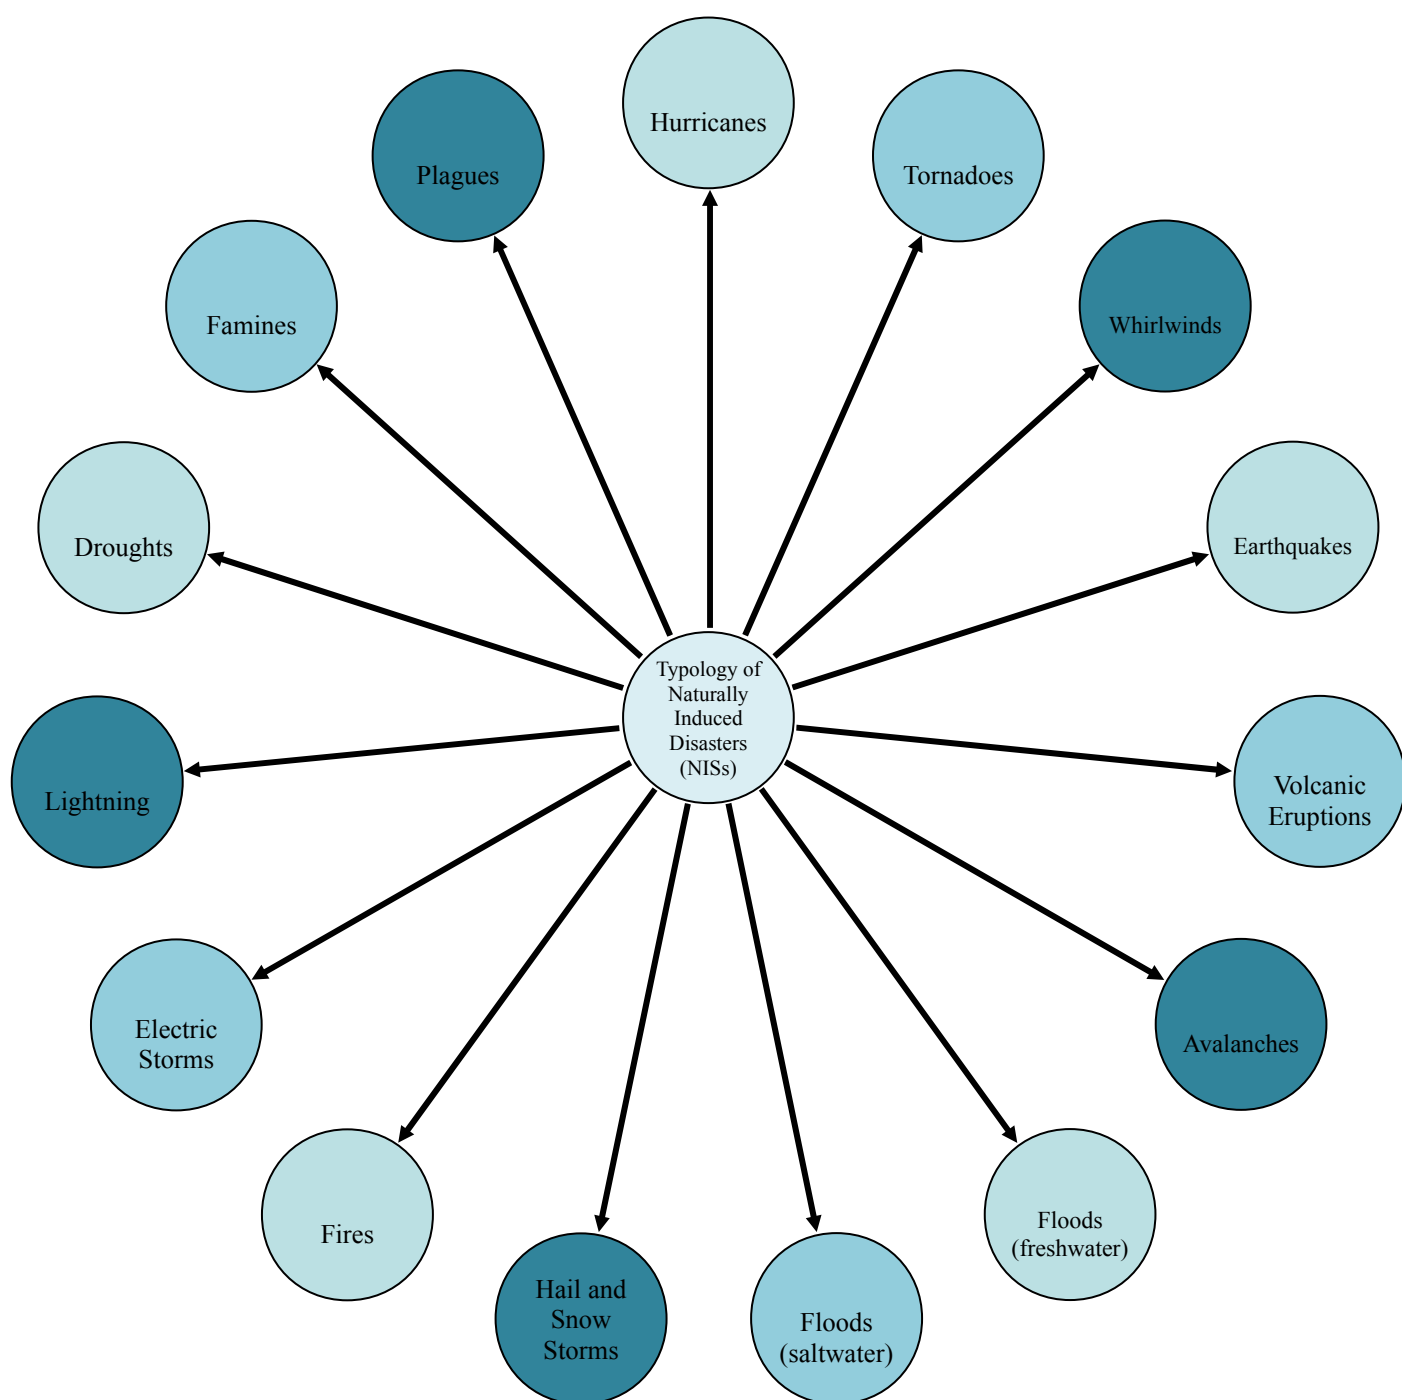 Hurricanes
Tornadoes
Whirlwinds
Earthquakes
Volcanic
Eruptions
Avalanches
Floods
(freshwater)
Floods
(saltwater)
Hail and
Snow
Storms
Fires
Electric
Storms
Lightning
Droughts
Famines
Plagues
Typology of
Naturally
Induced
Disasters
(NISs)